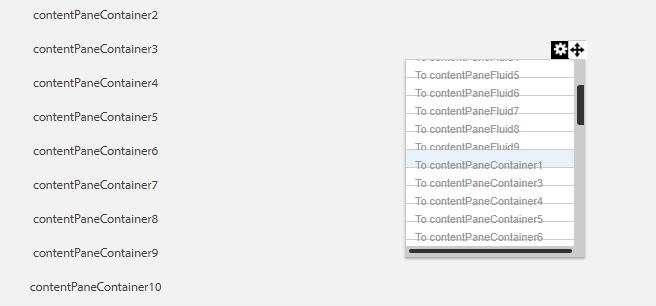 contentPaneContainer2
contentPaneContainer3
contentPaneContainer4
contentPaneContainer5
contentPaneContainer6
contentPaneContainer7
contentPaneContainer8
contentPaneContainer9
contentPaneContainer10
To contentPaneFluid5
To contentPaneFluid6
To contentPaneFluid7
To contentPaneFluid8
To contentPaneFluid9
To contentPaneContainer1
To contentPaneContainer3
To contentPaneContainer4
To contentPaneContainer5
To contentPaneContainer6